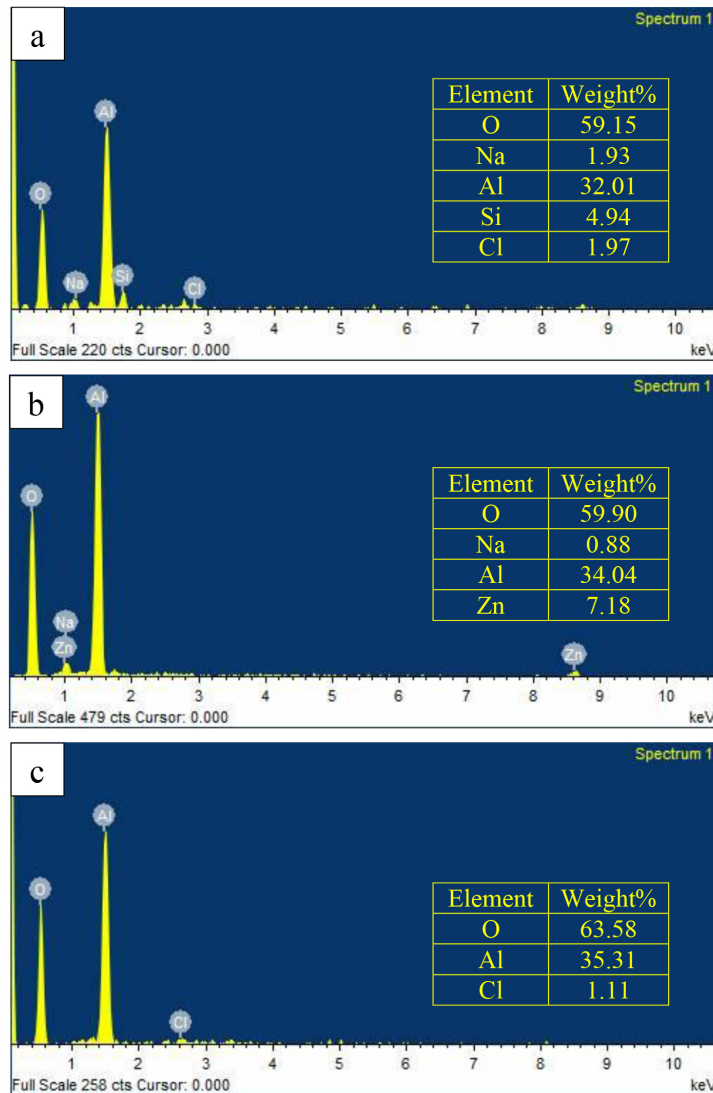 a
Spectrum 1
Element Weight%
O 59.15
Na 1.93
Al 32.01
Si 4.94
Cl 1.97
Al
O
Na
Si
Cl
1 2 3 4 5 6 7 8 9 10
Full Scale 220 cts Cursor: 0.000 keV
b
Spectrum 1
Al
Element Weight%
O 59.90
Na 0.88
Al 34.04
Zn 7.18
O
Na
Zn
Zn
1 2 3 4 5 6 7 8 9 10
Full Scale 479 cts Cursor: 0.000 keV
c
Spectrum 1
Al
Element Weight%
O 63.58
Al 35.31
Cl 1.11
O
Cl
1 2 3 4 5 6 7 8 9 10
Full Scale 258 cts Cursor: 0.000 keV